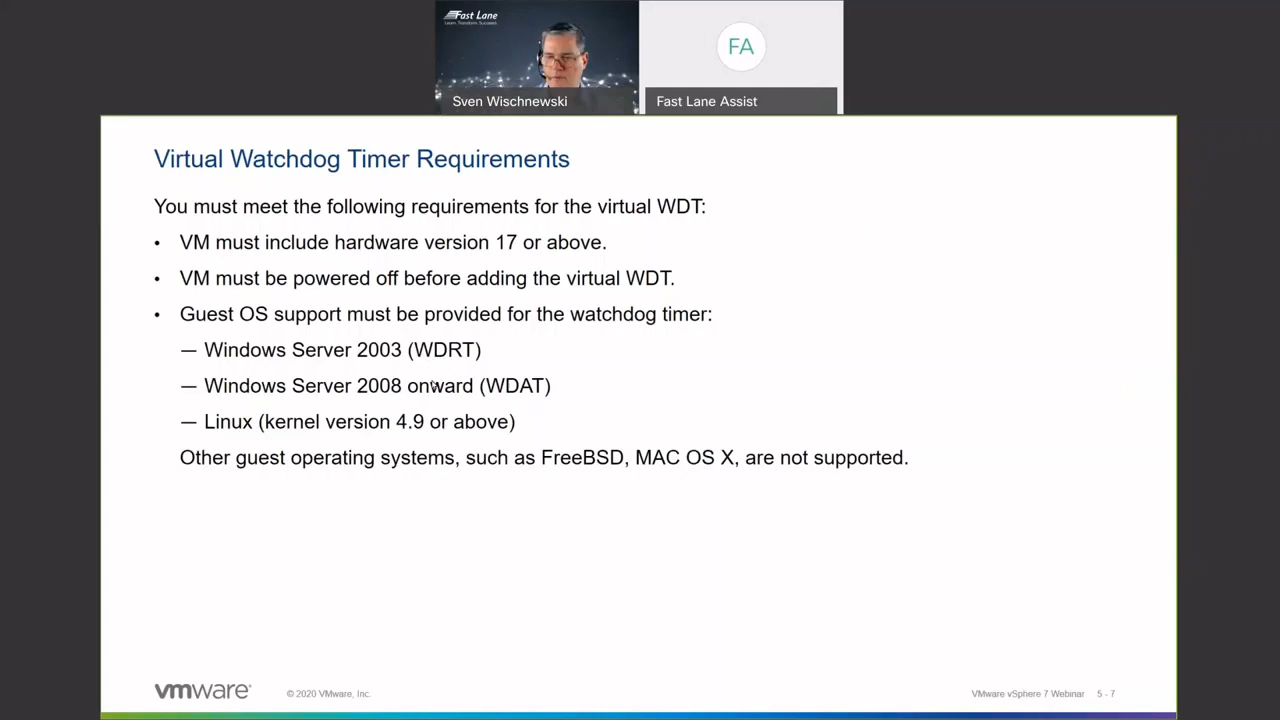 Fast Lane
FA
Sven Wischnewski
Fast Lane Assist
Virtual Watchdog Timer Requirements
You must meet the following requirements for the virtual WDT:
• VM must include hardware version 17 or above.
• VM must be powered off before adding the virtual WDT.
• Guest OS support must be provided for the watchdog timer:
— Windows Server 2003 (WDRT)
— Windows Server 2008 onward (WDAT)
— Linux (kernel version 4.9 or above)
Other guest operating systems, such as FreeBSD, MAC OS X, are not supported.
vmware
© 2020 VMware, Inc.
VMware vSphere 7 Webinar 5 - 7